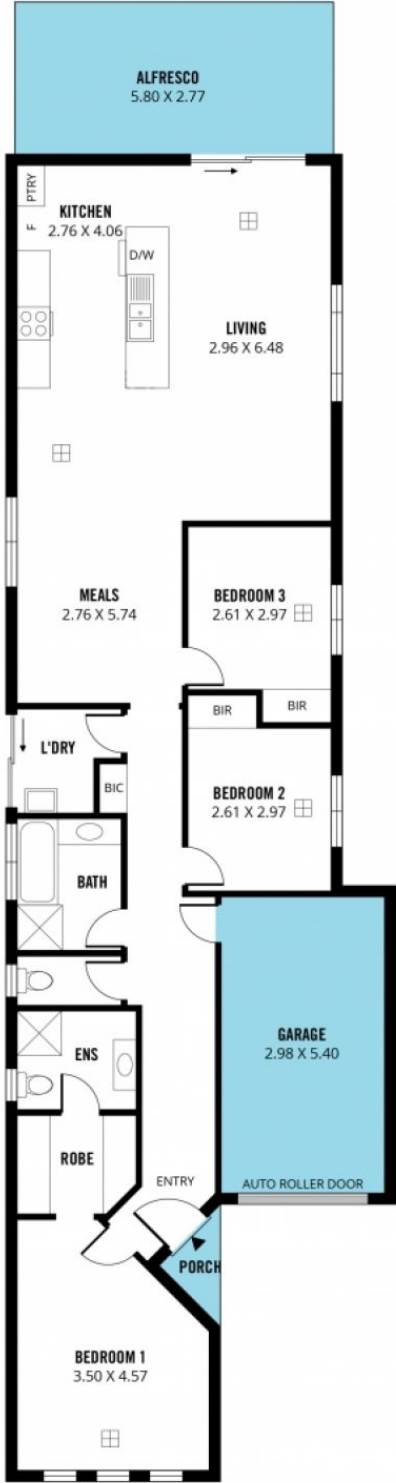 ALFRESCO
5.80 X 2.77
PTRY
F
KITCHEN
2.76 X 4.06
D/W
LIVING
2.96 X 6.48
MEALS
2.76 X 5.74
BEDROOM 3
2.61 X 2.97
BIR
BIR
L'DRY
BIC
BEDROOM 2
2.61 X 2.97
BATH
ENS
GARAGE
2.98 X 5.40
ROBE
ENTRY
AUTO ROLLER DOOR
PORCH
BEDROOM 1
3.50 X 4.57